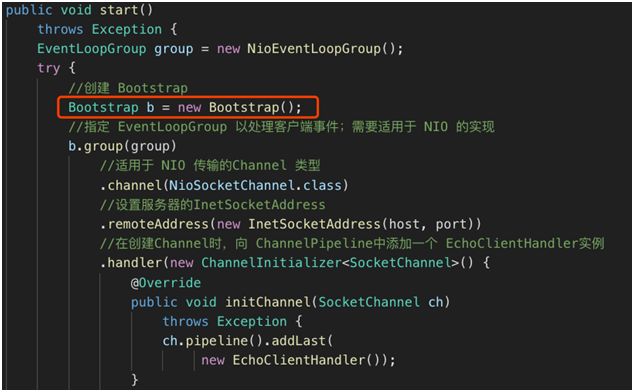 public void start()
throws Exception {
EventLoopGroup group = new NioEventLoopGroup();
try {
//创建 Bootstrap
Bootstrap b = new Bootstrap();
//指定 EventLoopGroup 以处理客户端事件；需要适用于 NIO 的实现
b.group(group)
//适用于 NIO 传输的Channel 类型
.channel(NioSocketChannel.class)
//设置服务器的InetSocketAddress
.remoteAddress(new InetSocketAddress(host, port))
//在创建Channel时，向 ChannelPipeline中添加一个 EchoClientHandler实例
.handler(new ChannelInitializer<SocketChannel>() {
@Override
public void initChannel(SocketChannel ch)
throws Exception {
ch.pipeline().addLast(
new EchoClientHandler());
}